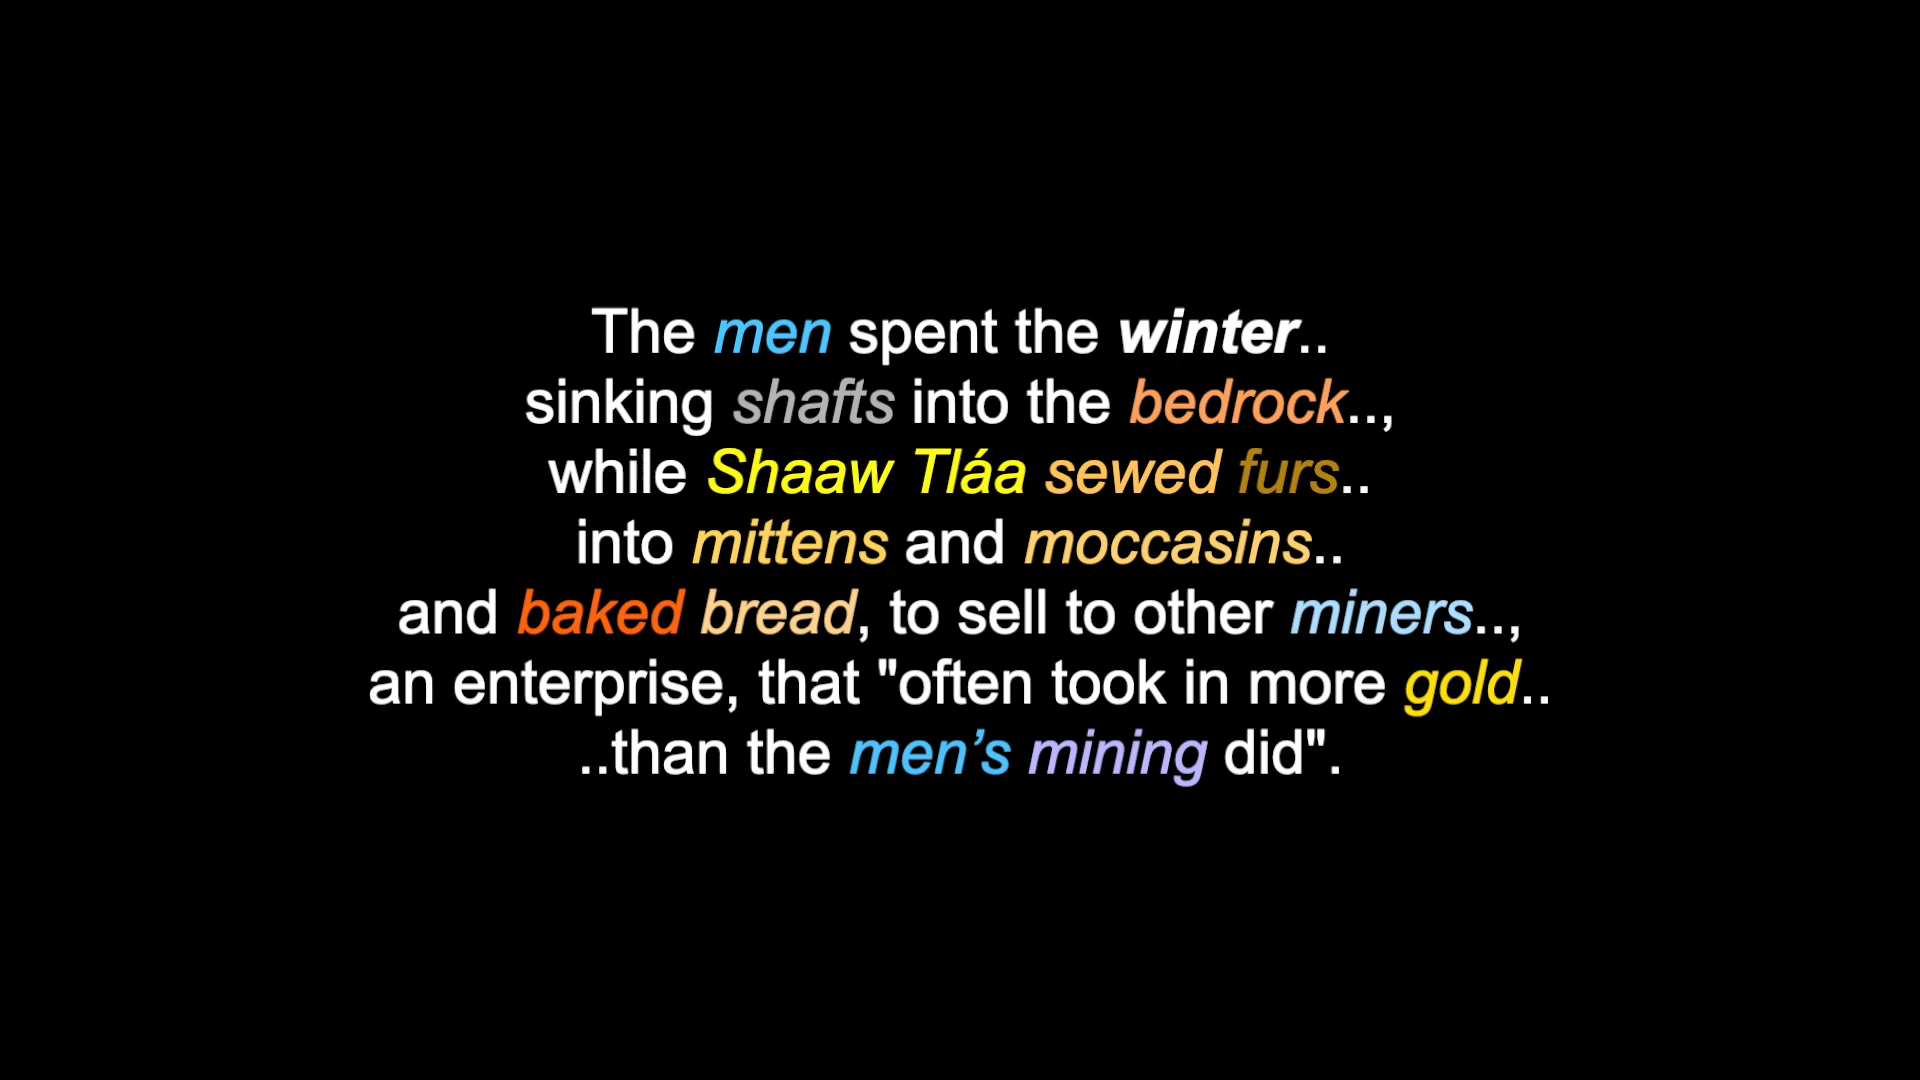 The men spent the winter..
sinking shafts into the bedrock..,
while Shaaw Tláa sewed furs..
into mittens and moccasins..
and baked bread, to sell to other miners..,
an enterprise, that "often took in more gold..
..than the men’s mining did".